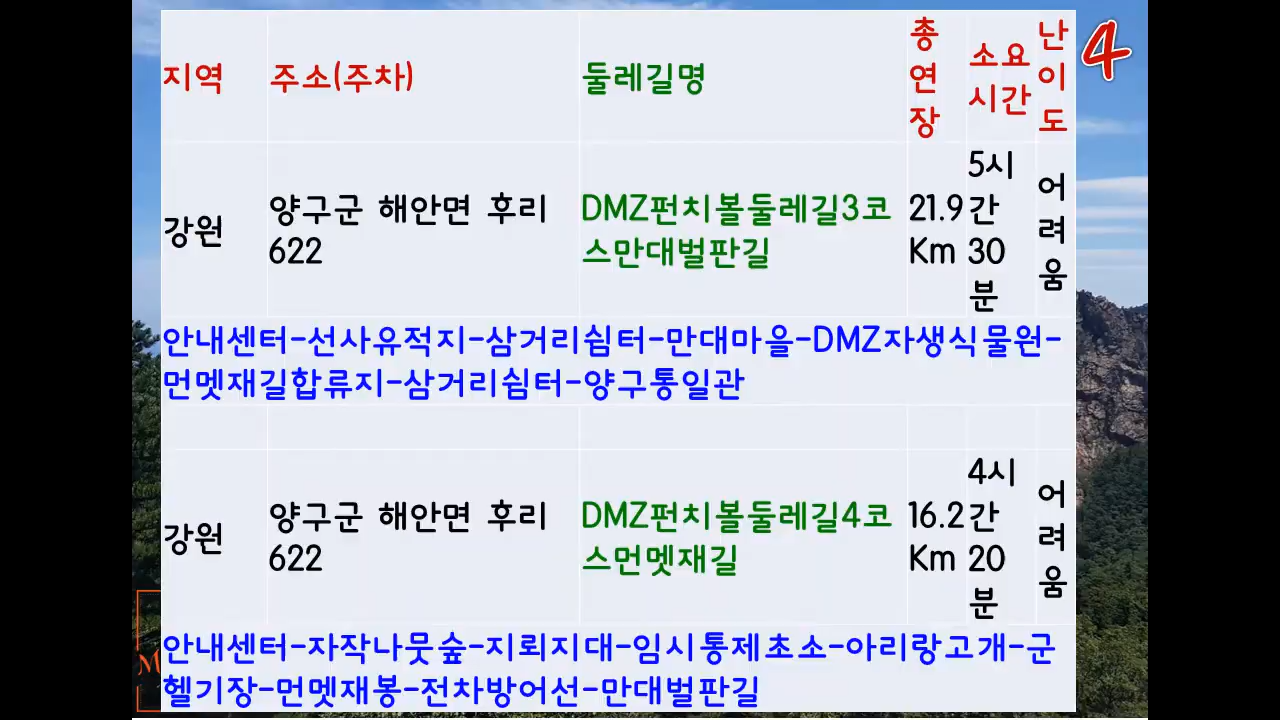 지역 주소(주차) 둘레길명 총연장 소요시간 난이도 4
강원 양구군 해안면 후리 622 DMZ펀치볼둘레길3코스만대벌판길 21.9Km 5시간30분 어려움
안내센터-선사유적지-삼거리쉼터-만대마을-DMZ자생식물원-
먼멧재길합류지-삼거리쉼터-양구통일관
강원 양구군 해안면 후리 622 DMZ펀치볼둘레길4코스먼멧재길 16.2Km 4시간20분 어려움
안내센터-자작나뭇숲-지뢰지대-임시통제초소-아리랑고개-군
헬기장-먼멧재봉-전차방어선-만대벌판길